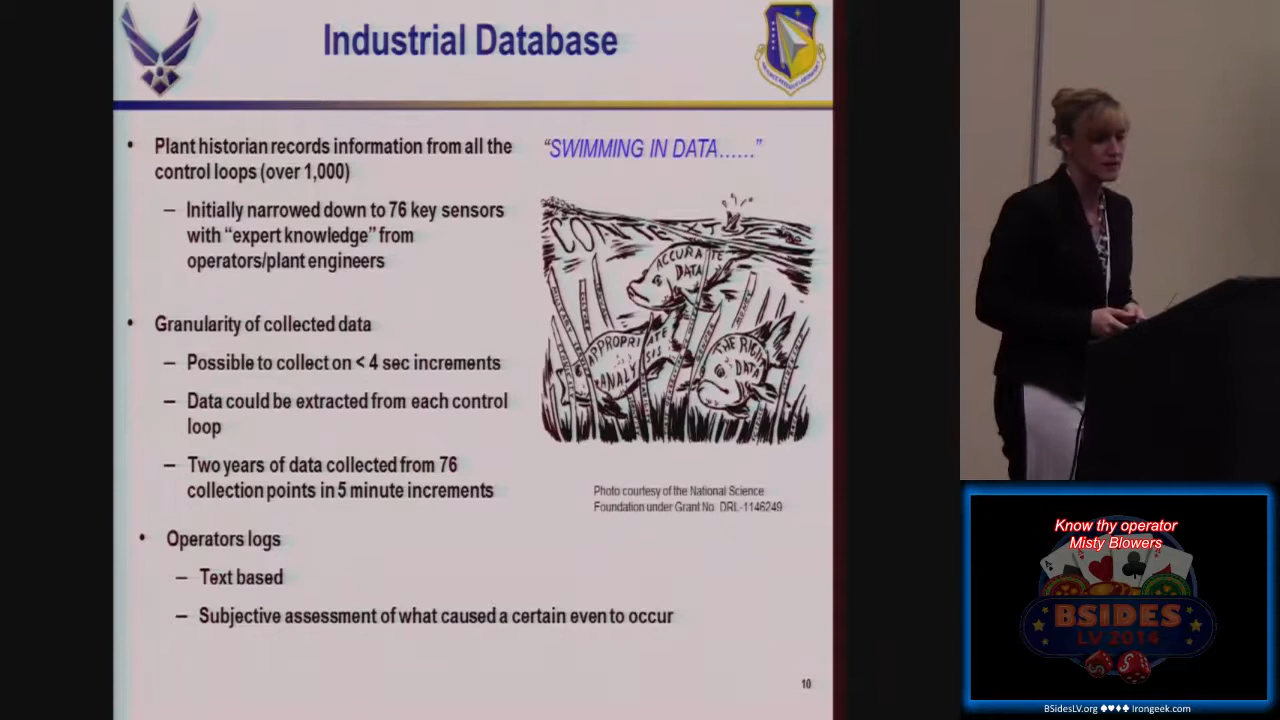 Industrial Database
• Plant historian records information from all the
control loops (over 1,000)
– Initially narrowed down to 76 key sensors
with “expert knowledge” from
operators/plant engineers
• Granularity of collected data
– Possible to collect on < 4 sec increments
– Data could be extracted from each control
loop
– Two years of data collected from 76
collection points in 5 minute increments
• Operators logs
– Text based
– Subjective assessment of what caused a certain even to occur
“SWIMMING IN DATA......”
CONTEXT
ACCURATE
DATA
THE RIGHT
DATA
Photo courtesy of the National Science
Foundation under Grant No. DRL-1146249
10
Know thy operator
Misty Blowers
BSIDES
LV 2014
BSidesLV.org ♠♥♦♣ Irongeek.com